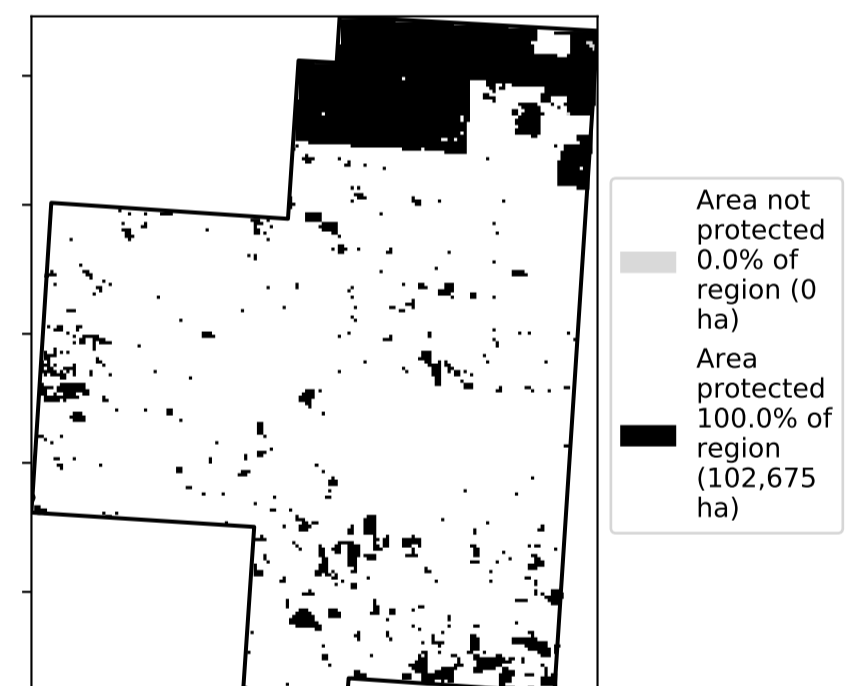 Area not
protected
0.0% of
region (0
ha)
Area
protected
100.0% of
region
(102,675
ha)